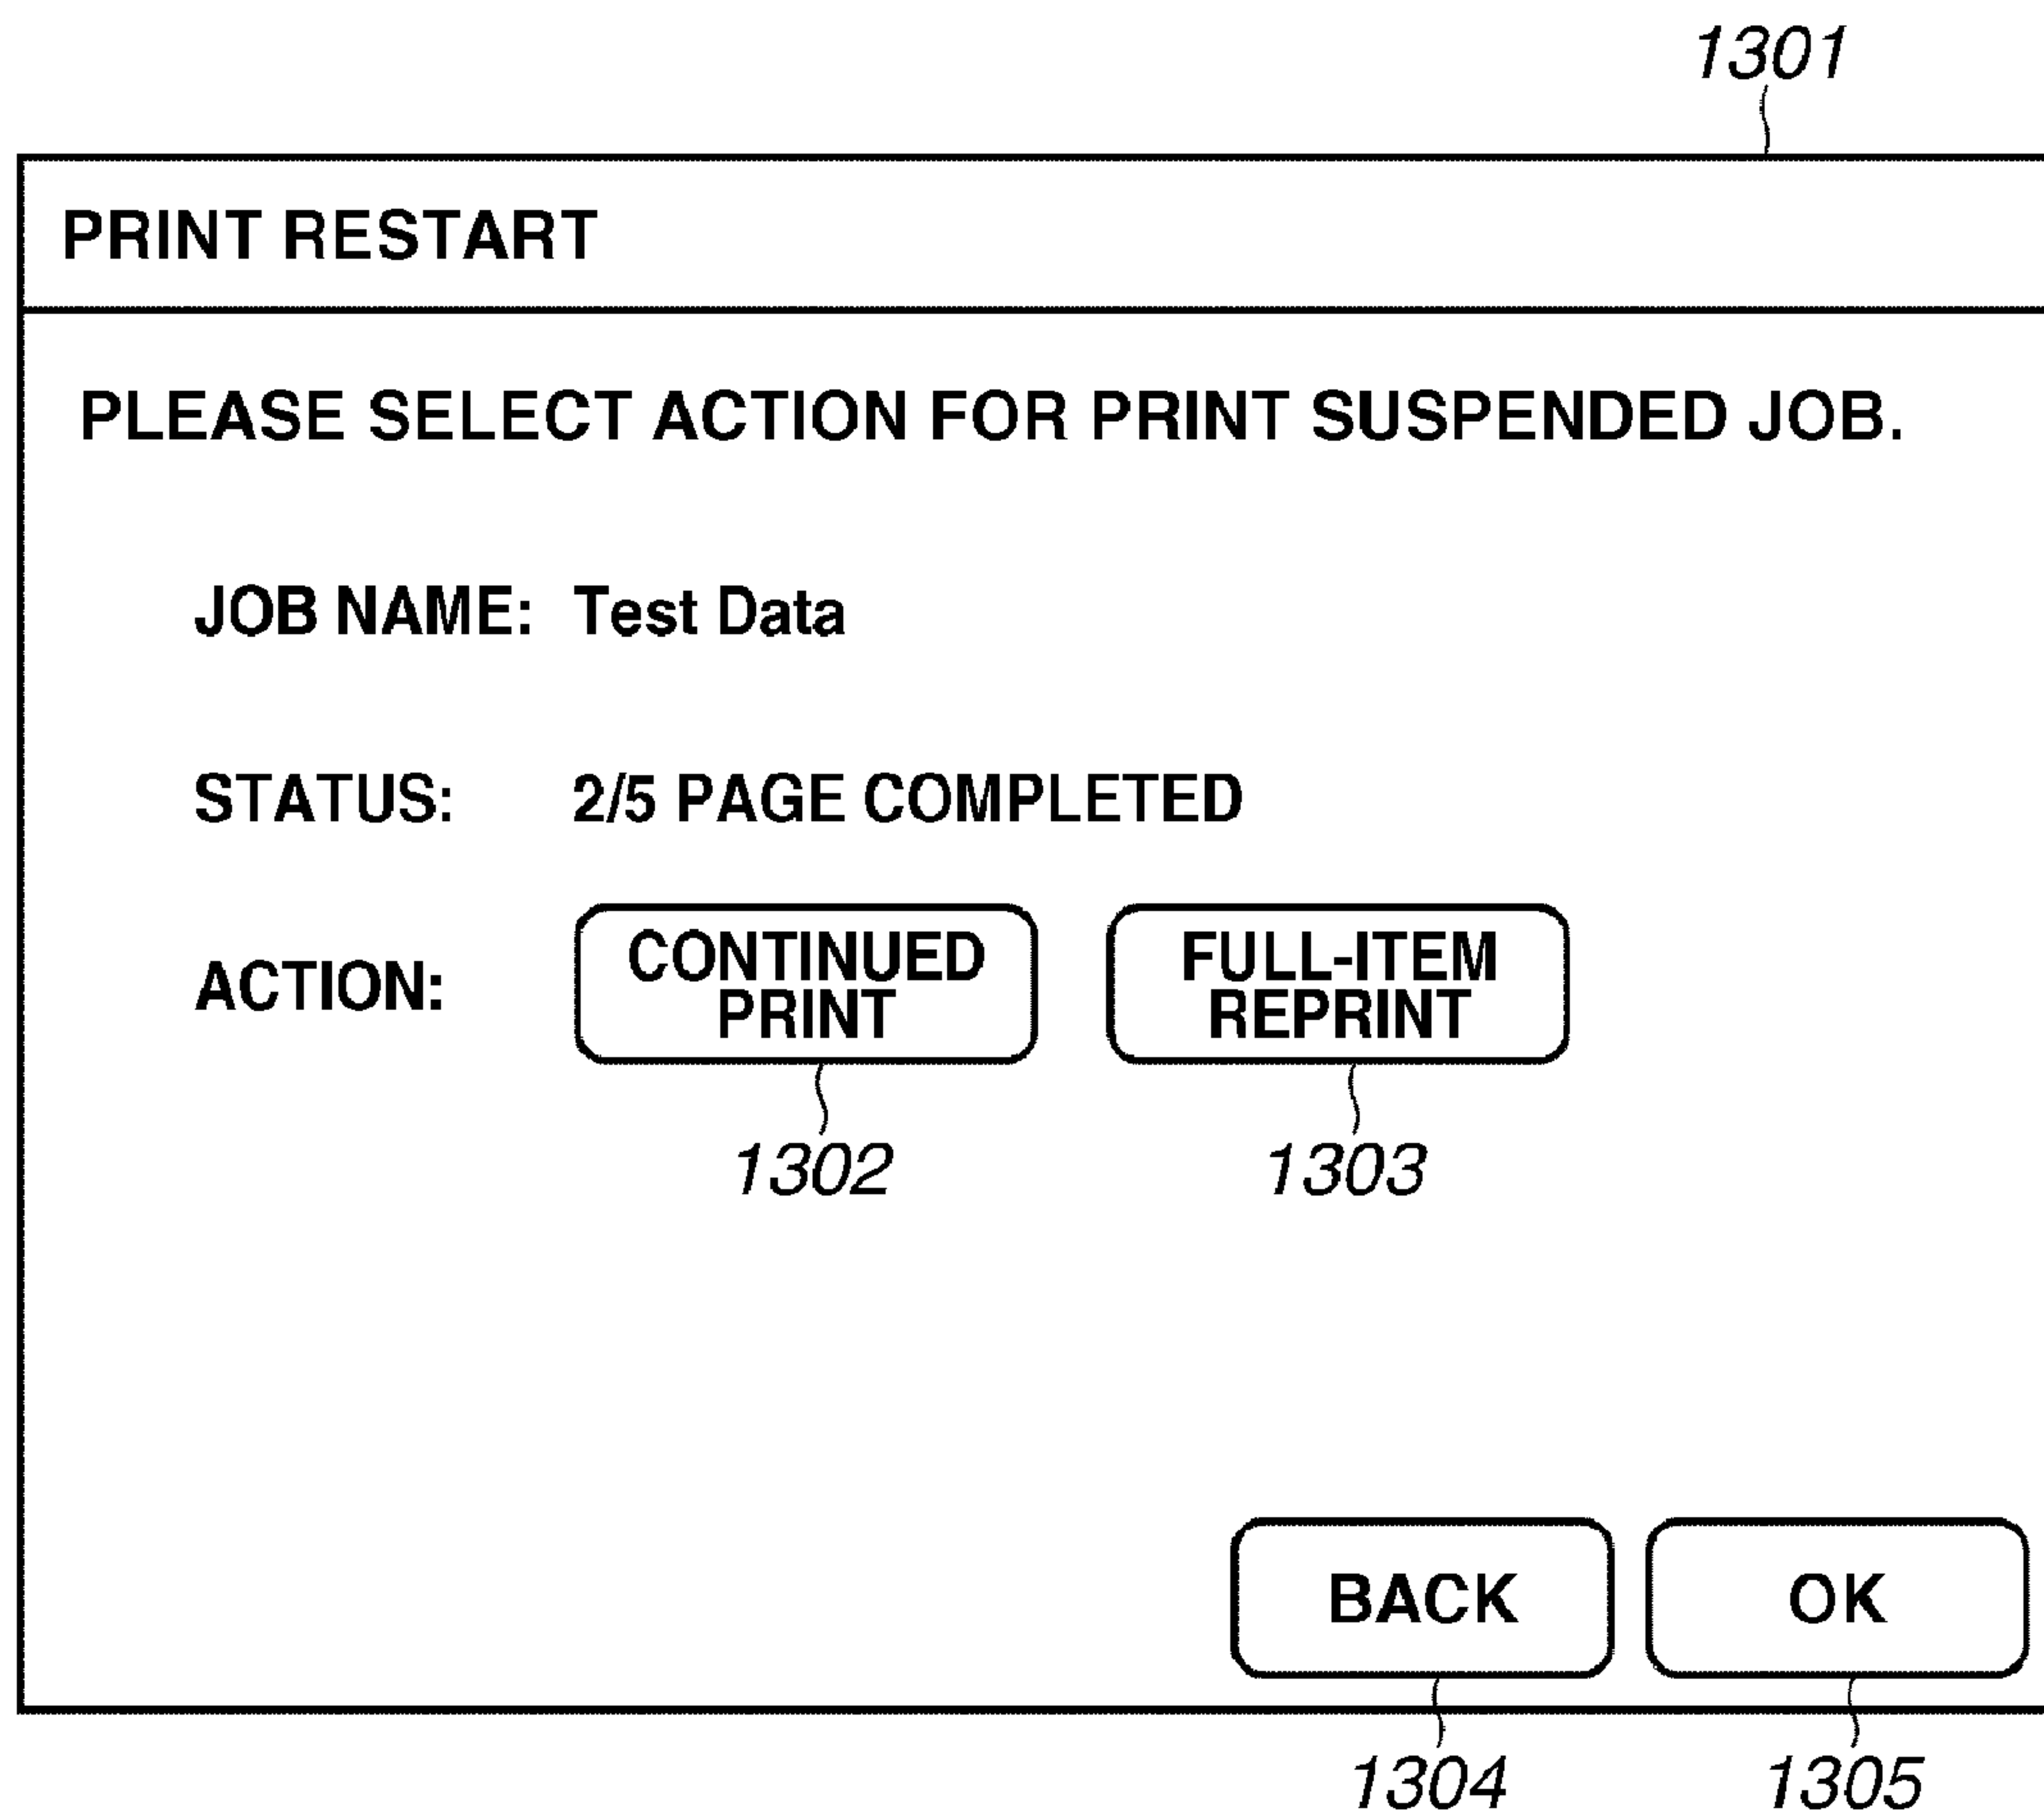 1301
PRINT RESTART
PLEASE SELECT ACTION FOR PRINT SUSPENDED JOB.
JOB NAME: Test Data
STATUS: 2/5 PAGE COMPLETED
ACTION:
CONTINUED
PRINT
FULL-ITEM
REPRINT
1302
1303
BACK
OK
1304
1305